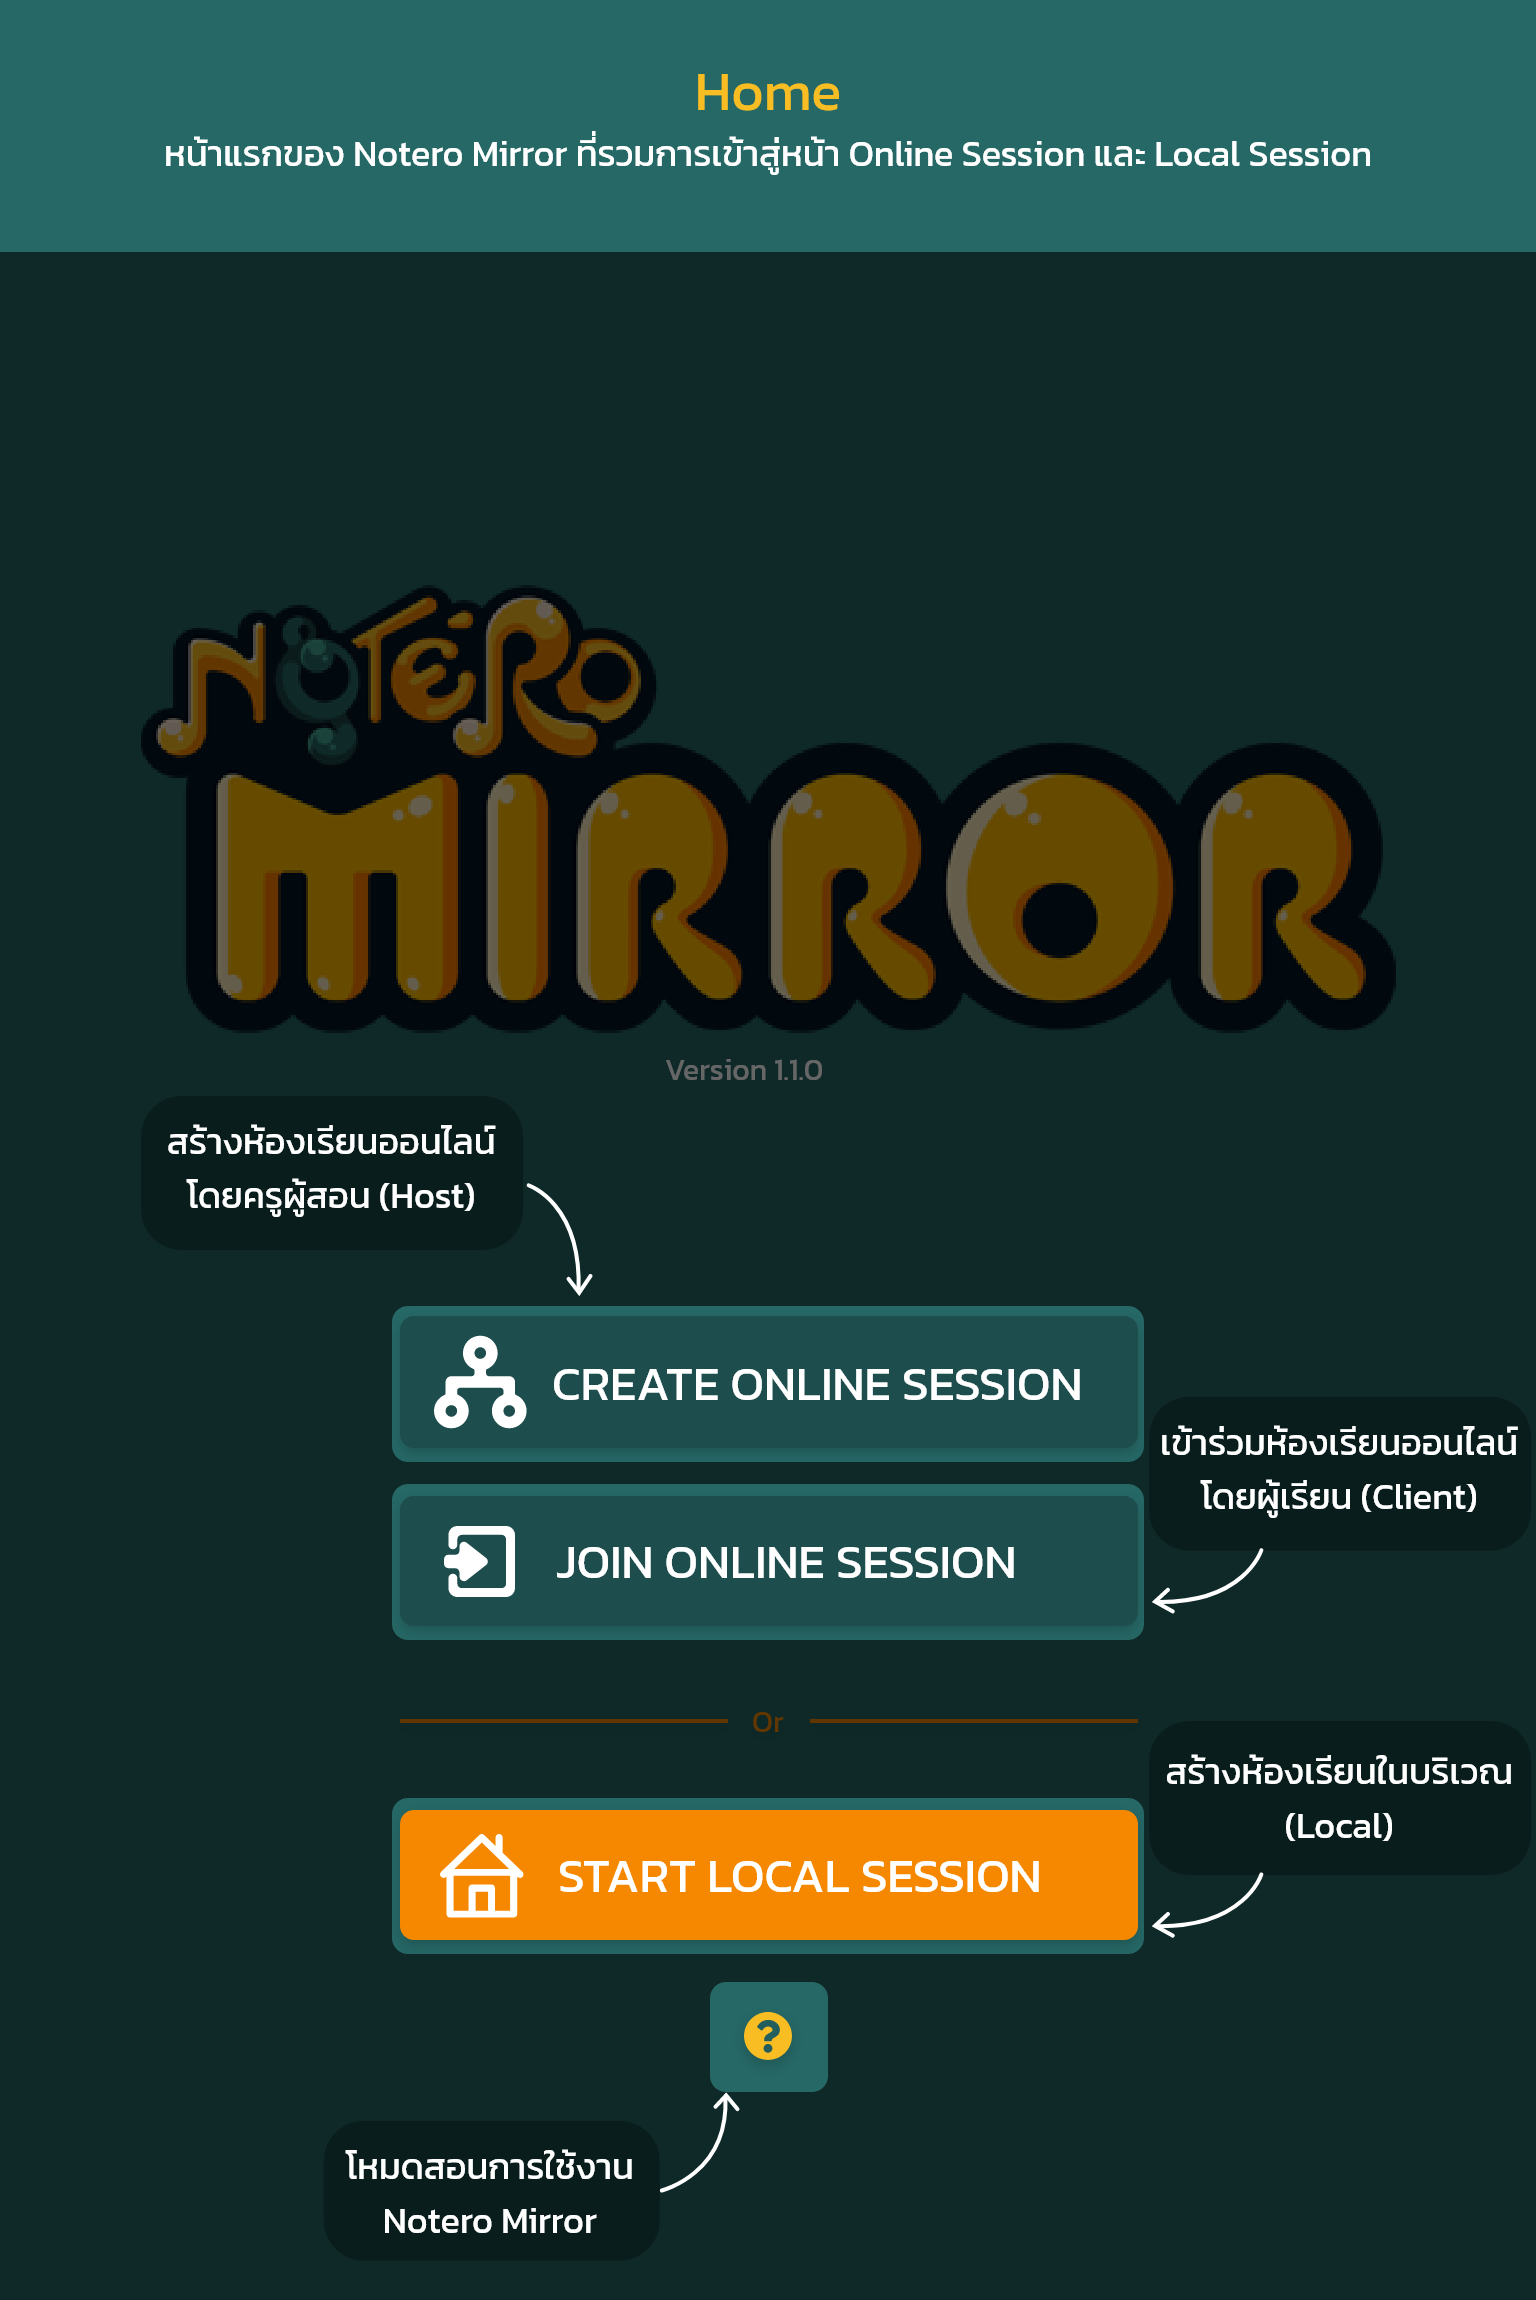 Home
หน้าแรกของ Notero Mirror ที่รวมการเข้าสู่หน้า Online Session และ Local Session
NOTERO
MIRROR
Version 1.1.0
สร้างห้องเรียนออนไลน์
โดยครูผู้สอน (Host)
CREATE ONLINE SESSION
เข้าร่วมห้องเรียนออนไลน์
โดยผู้เรียน (Client)
JOIN ONLINE SESSION
Or
สร้างห้องเรียนในบริเวณ
(Local)
START LOCAL SESSION
?
โหมดสอนการใช้งาน
Notero Mirror